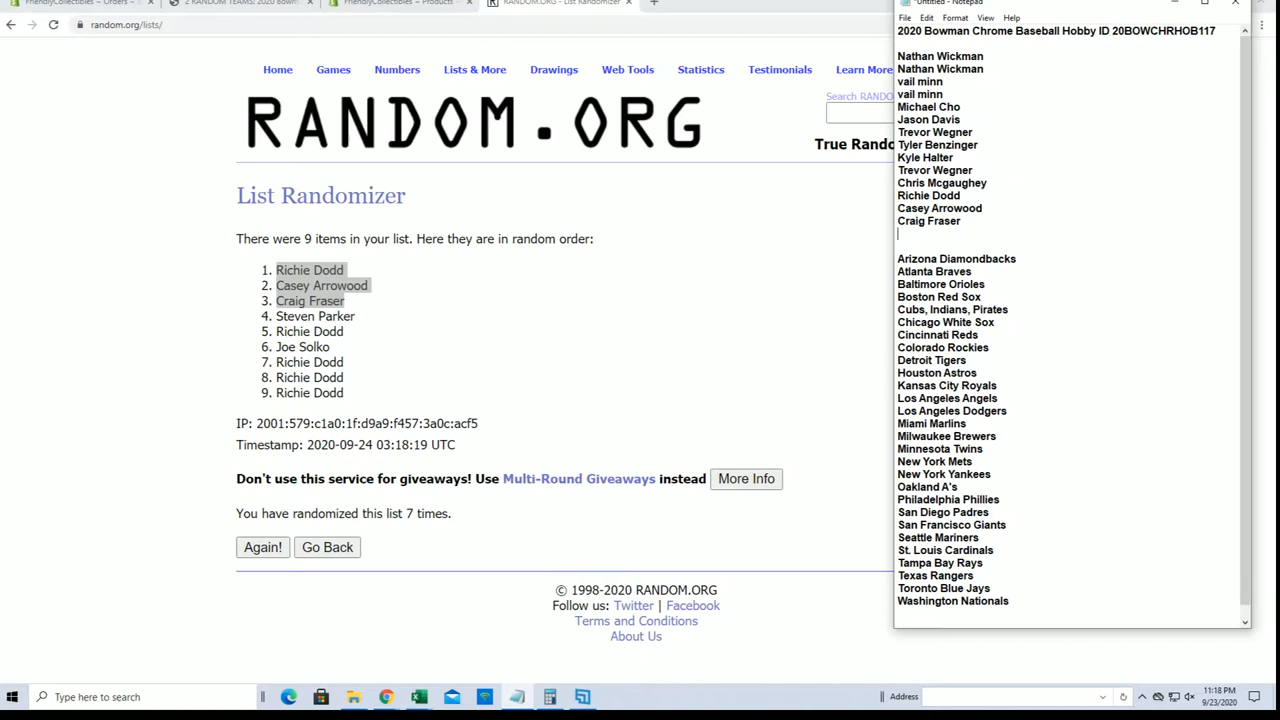 FriendlyCollectibles - Orders -
2 RANDOM TEAMS: 2020 Bowm
FriendlyCollectibles - Products -
RANDOM.ORG - List Randomizer
random.org/lists/
Home
Games
Numbers
Lists & More
Drawings
Web Tools
Statistics
Testimonials
Learn More
Search RANDO
RANDOM.ORG
True Rando
List Randomizer
There were 9 items in your list. Here they are in random order:
1. Richie Dodd
2. Casey Arrowood
3. Craig Fraser
4. Steven Parker
5. Richie Dodd
6. Joe Solko
7. Richie Dodd
8. Richie Dodd
9. Richie Dodd
IP: 2001:579:c1a0:1f:d9a9:f457:3a0c:acf5
Timestamp: 2020-09-24 03:18:19 UTC
Don't use this service for giveaways! Use Multi-Round Giveaways instead More Info
You have randomized this list 7 times.
Again! Go Back
© 1998-2020 RANDOM.ORG
Follow us: Twitter | Facebook
Terms and Conditions
About Us
*Untitled - Notepad
File Edit Format View Help
2020 Bowman Chrome Baseball Hobby ID 20BOWCHRHOB117
Nathan Wickman
Nathan Wickman
vail minn
vail minn
Michael Cho
Jason Davis
Trevor Wegner
Tyler Benzinger
Kyle Halter
Trevor Wegner
Chris Mcgaughey
Richie Dodd
Casey Arrowood
Craig Fraser
Arizona Diamondbacks
Atlanta Braves
Baltimore Orioles
Boston Red Sox
Cubs, Indians, Pirates
Chicago White Sox
Cincinnati Reds
Colorado Rockies
Detroit Tigers
Houston Astros
Kansas City Royals
Los Angeles Angels
Los Angeles Dodgers
Miami Marlins
Milwaukee Brewers
Minnesota Twins
New York Mets
New York Yankees
Oakland A's
Philadelphia Phillies
San Diego Padres
San Francisco Giants
Seattle Mariners
St. Louis Cardinals
Tampa Bay Rays
Texas Rangers
Toronto Blue Jays
Washington Nationals
Type here to search
Address
11:18 PM
9/23/2020